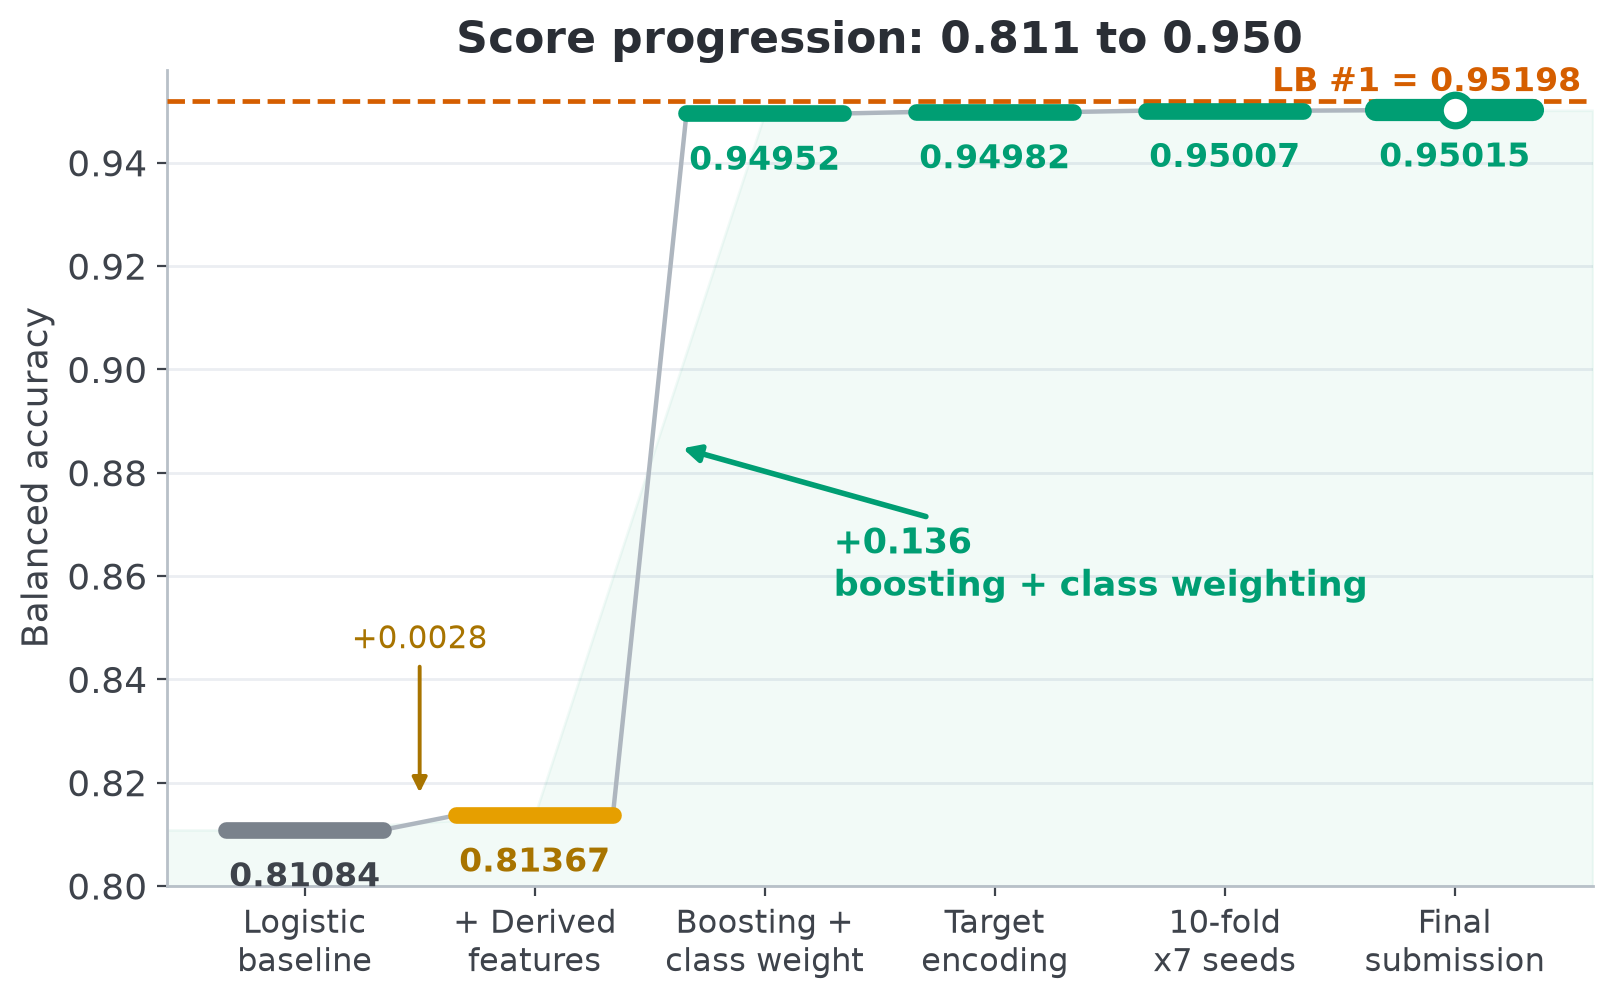 Score progression: 0.811 to 0.950
LB #1 = 0.95198
Balanced accuracy
0.94
0.92
0.90
0.88
0.86
0.84
0.82
0.80
0.94952
0.94982
0.95007
0.95015
+0.136
boosting + class weighting
+0.0028
0.81084
0.81367
Logistic
baseline
+ Derived
features
Boosting +
class weight
Target
encoding
10-fold
x7 seeds
Final
submission